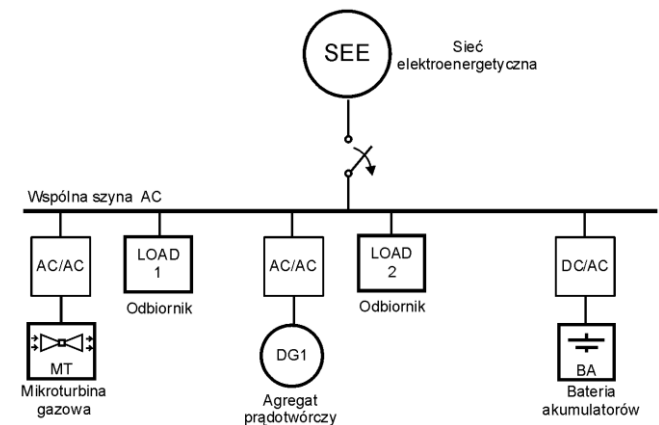 SEE
Sieć
elektroenergetyczna
Wspólna szyna AC
AC/AC
LOAD
1
Odbiornik
AC/AC
LOAD
2
Odbiornik
DC/AC
MT
Mikroturbina
gazowa
DG1
Agregat
prądotwórczy
BA
Bateria
akumulatorów